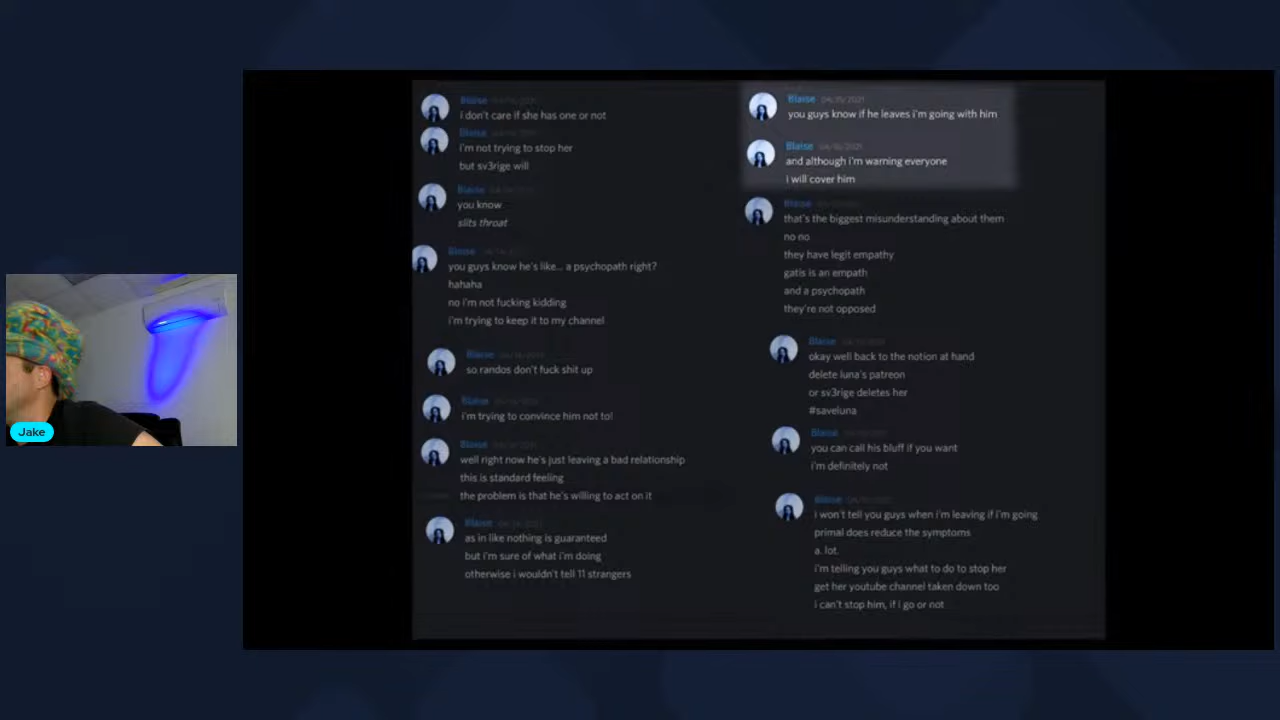 Blaise
i don't care if she has one or not
Blaise
i'm not trying to stop her
but sv3rige will
Blaise
you know
slits throat
Blaise
you guys know he's like... a psychopath right?
hahaha
no i'm not fucking kidding
i'm trying to keep it to my channel
Blaise
so randos don't fuck shit up
Blaise
i'm trying to convince him not to!
Blaise
well right now he's just leaving a bad relationship
this is standard feeling
the problem is that he's willing to act on it
Blaise
as in like nothing is guaranteed
but i'm sure of what i'm doing
otherwise i wouldn't tell 11 strangers
Blaise
you guys know if he leaves i'm going with him
Blaise
and although i'm warning everyone
i will cover him
Blaise
that's the biggest misunderstanding about them
no no
they have legit empathy
gatis is an empath
and a psychopath
they're not opposed
Blaise
okay well back to the notion at hand
delete luna's patreon
or sv3rige deletes her
#saveluna
Blaise
you can call his bluff if you want
i'm definitely not
Blaise
i won't tell you guys when i'm leaving if i'm going
primal does reduce the symptoms
a. lot.
i'm telling you guys what to do to stop her
get her youtube channel taken down too
i can't stop him, if i go or not
Jake